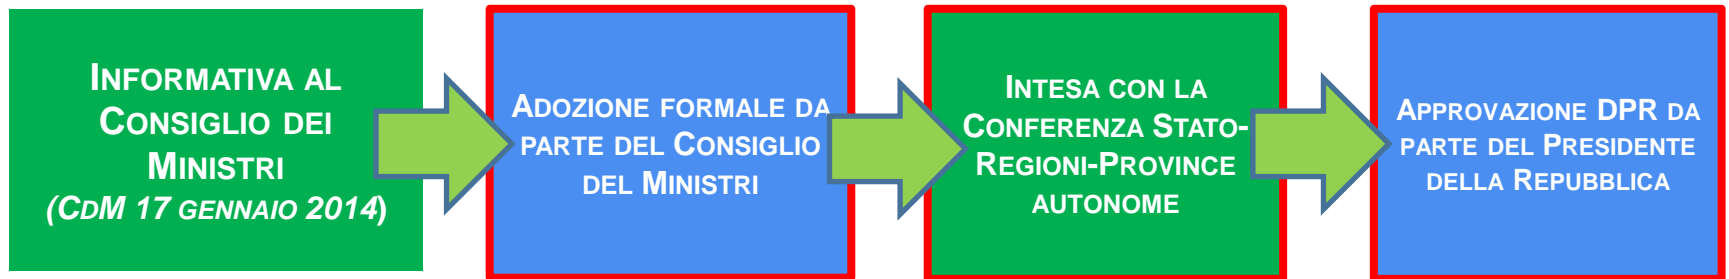 INFORMATIVA AL
CONSIGLIO DEI
MINISTRI
(CDM 17 GENNAIO 2014)
ADOZIONE FORMALE DA
PARTE DEL CONSIGLIO
DEL MINISTRI
INTESA CON LA
CONFERENZA STATO-
REGIONI-PROVINCE
AUTONOME
APPROVAZIONE DPR DA
PARTE DEL PRESIDENTE
DELLA REPUBBLICA